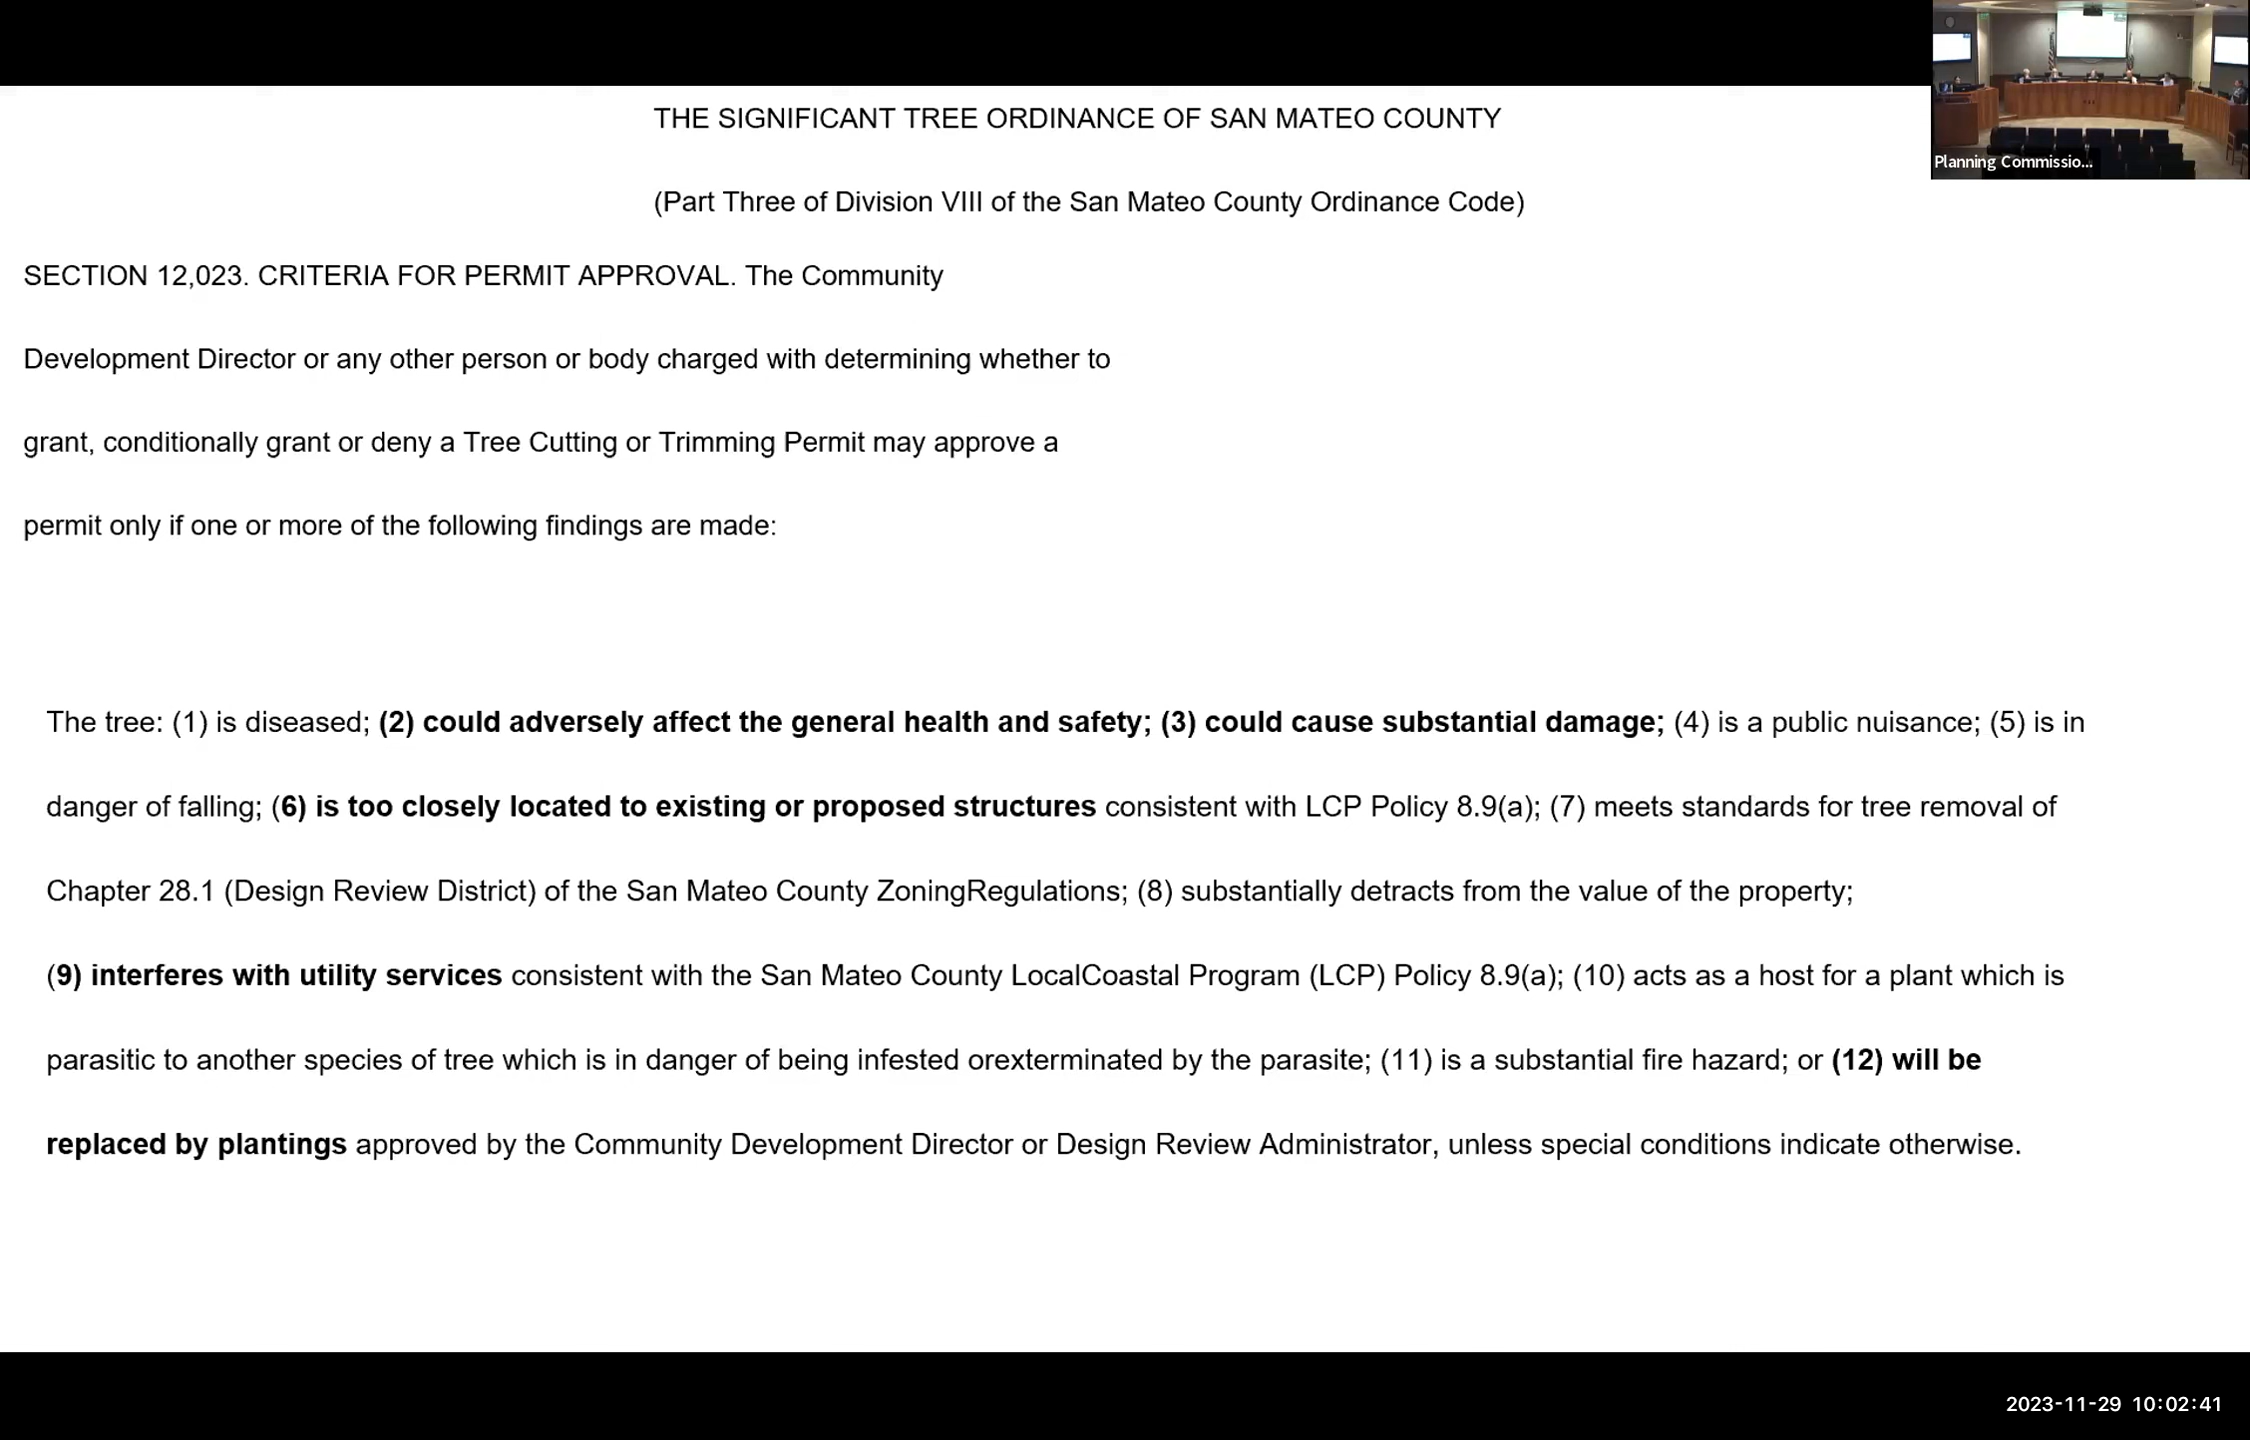 THE SIGNIFICANT TREE ORDINANCE OF SAN MATEO COUNTY
Planning Commissio...
(Part Three of Division VIII of the San Mateo County Ordinance Code)
SECTION 12,023. CRITERIA FOR PERMIT APPROVAL. The Community
Development Director or any other person or body charged with determining whether to
grant, conditionally grant or deny a Tree Cutting or Trimming Permit may approve a
permit only if one or more of the following findings are made:
The tree: (1) is diseased; (2) could adversely affect the general health and safety; (3) could cause substantial damage; (4) is a public nuisance; (5) is in
danger of falling; (6) is too closely located to existing or proposed structures consistent with LCP Policy 8.9(a); (7) meets standards for tree removal of
Chapter 28.1 (Design Review District) of the San Mateo County ZoningRegulations; (8) substantially detracts from the value of the property;
(9) interferes with utility services consistent with the San Mateo County LocalCoastal Program (LCP) Policy 8.9(a); (10) acts as a host for a plant which is
parasitic to another species of tree which is in danger of being infested orexterminated by the parasite; (11) is a substantial fire hazard; or (12) will be
replaced by plantings approved by the Community Development Director or Design Review Administrator, unless special conditions indicate otherwise.
2023-11-29 10:02:41